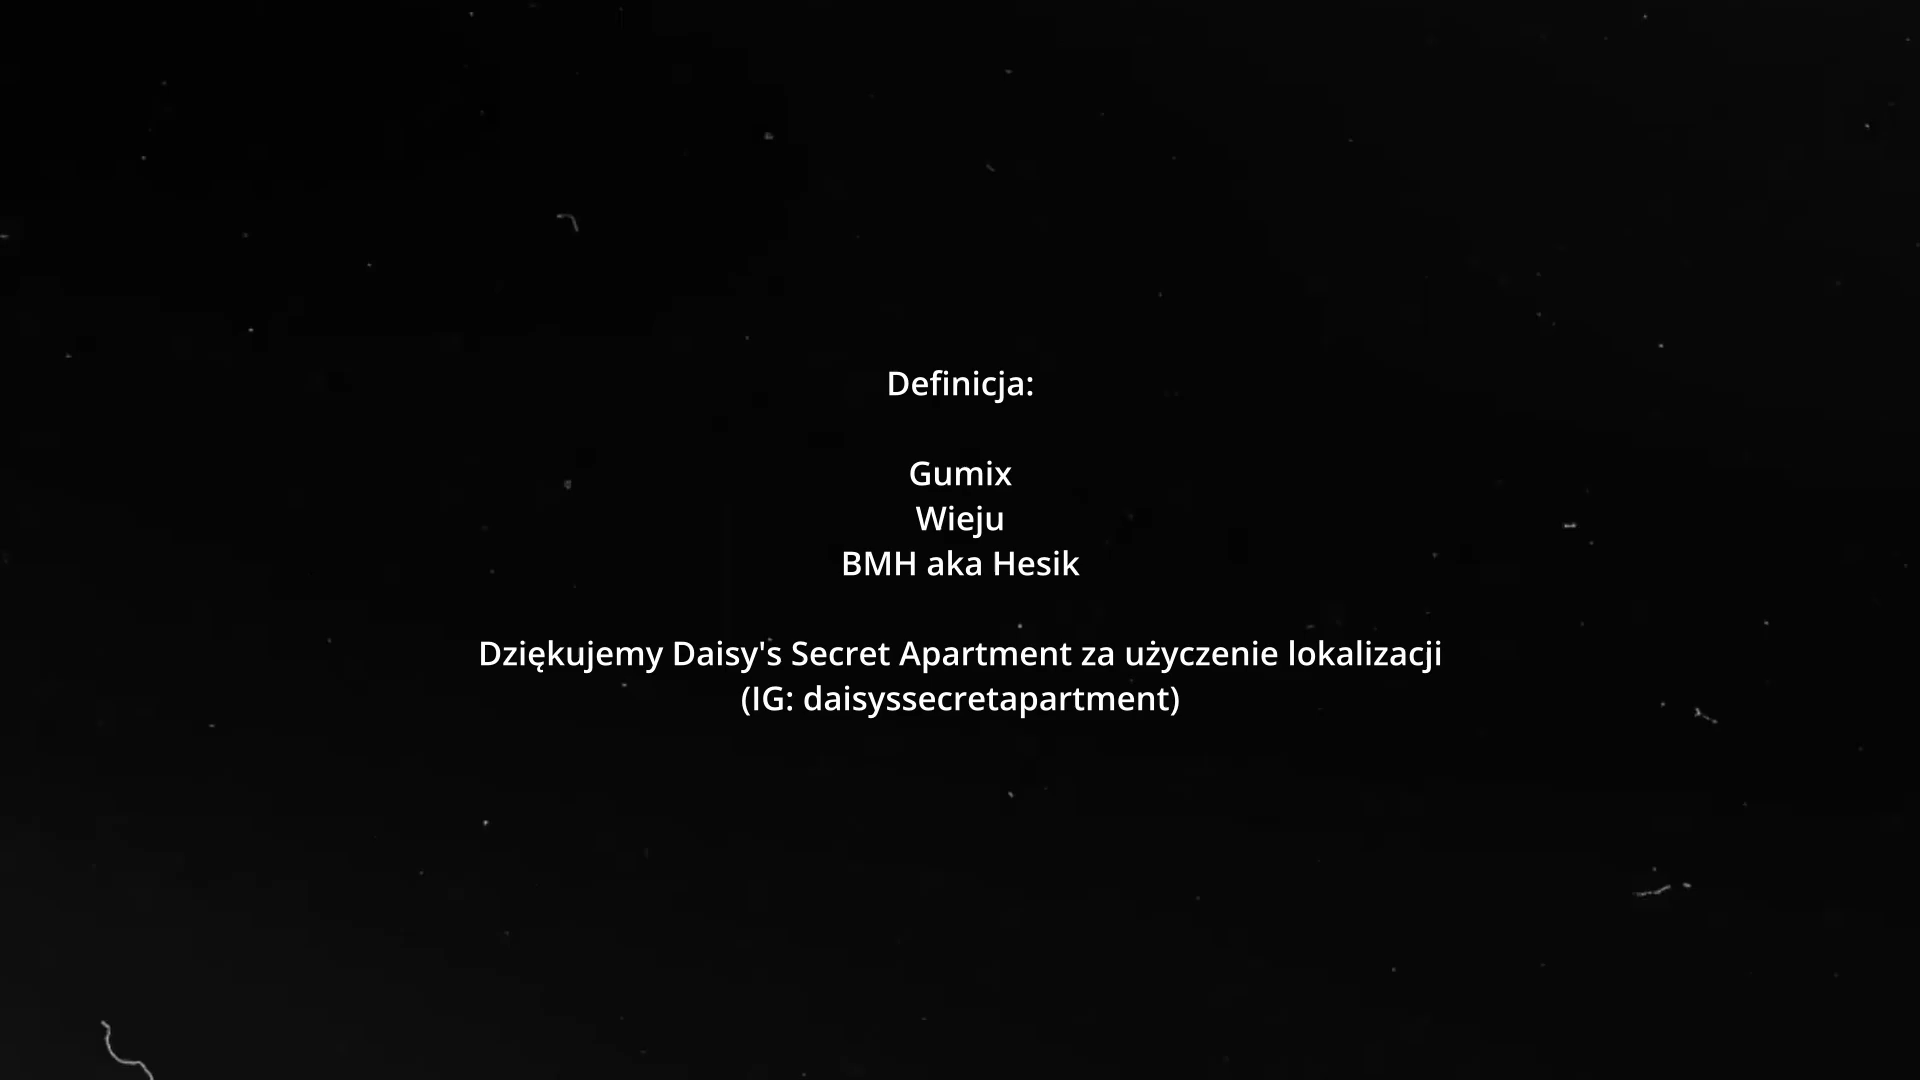 Definicja:
Gumix
Wieju
BMH aka Hesik
Dziękujemy Daisy's Secret Apartment za użyczenie lokalizacji
(IG: daisyssecretapartment)